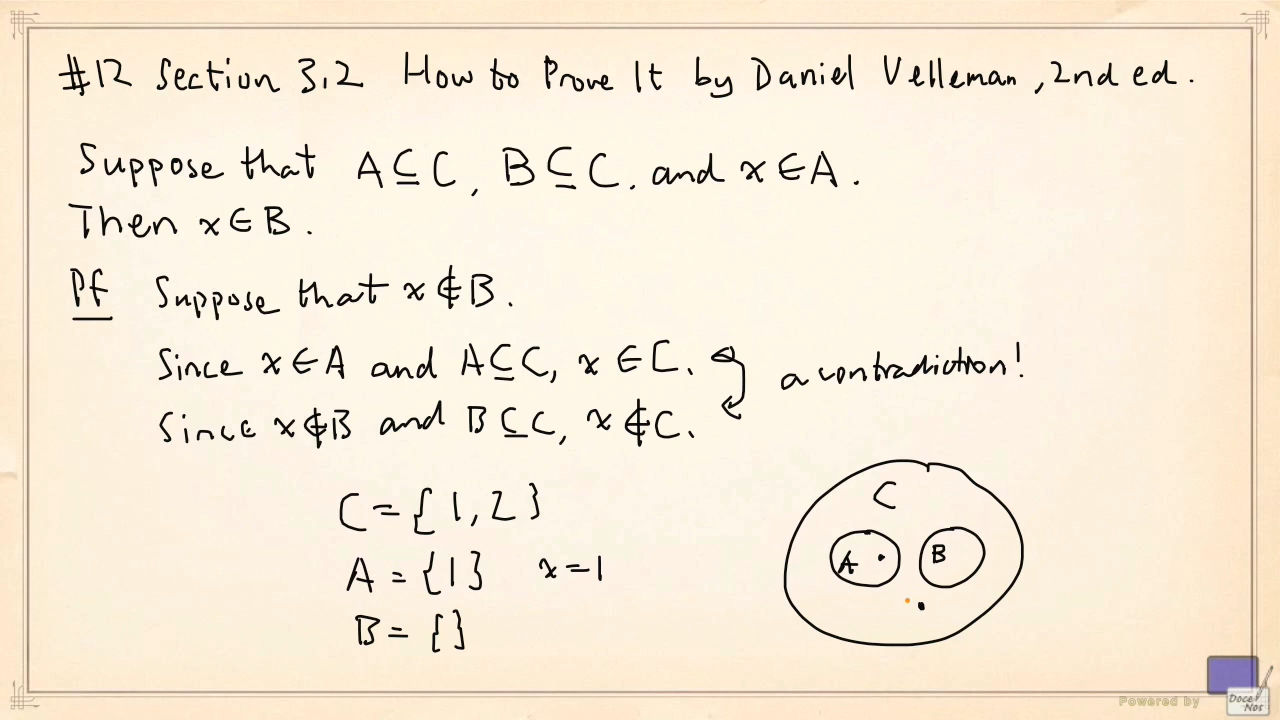 #12 Section 3.2 How to Prove It by Daniel Velleman, 2nd ed.
Suppose that A⊆C, B⊆C, and x∈A.
Then x∈B.
Pf Suppose that x∉B.
Since x∈A and A⊆C, x∈C.
a contradiction!
Since x∉B and B⊆C, x∉C.
C={1,2}
A={1} x=1
B={}
C
A B
Powered by
Doceri